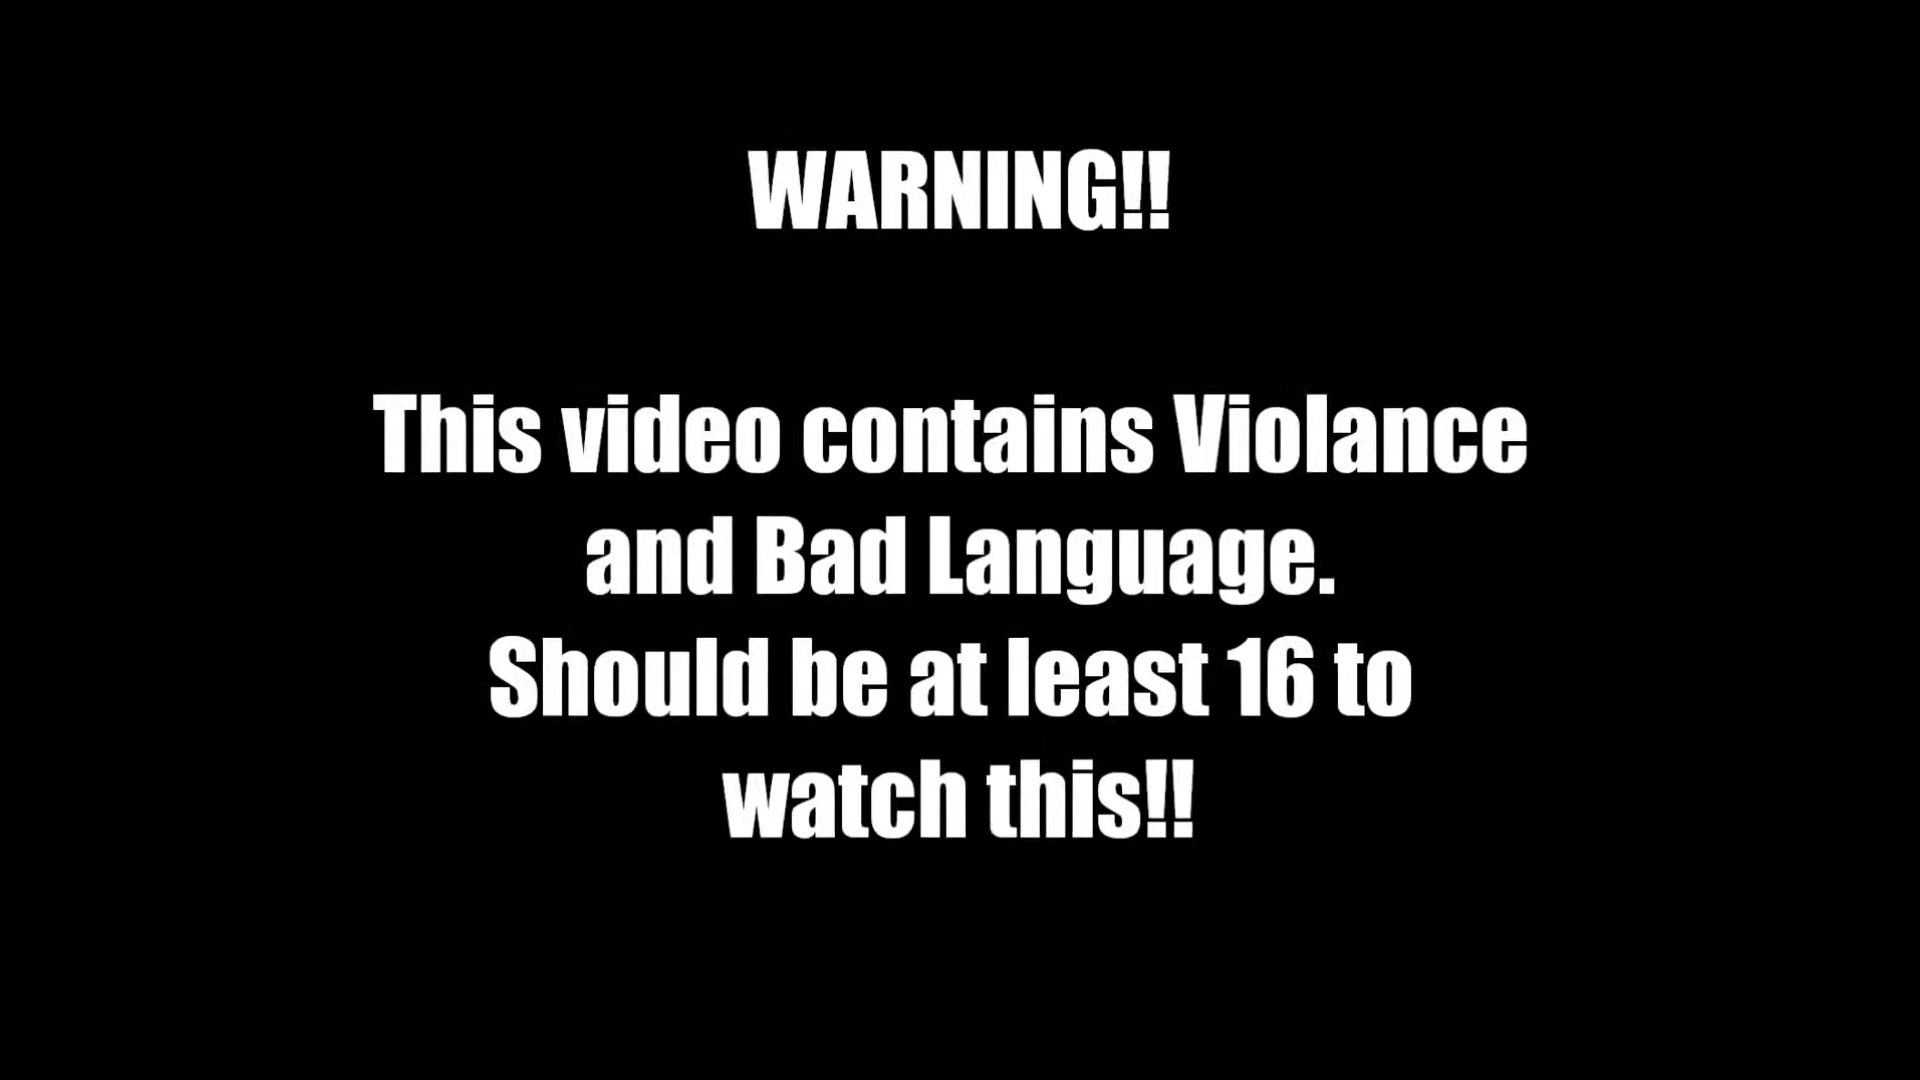 WARNING!!
This video contains Violance
and Bad Language.
Should be at least 16 to
watch this!!